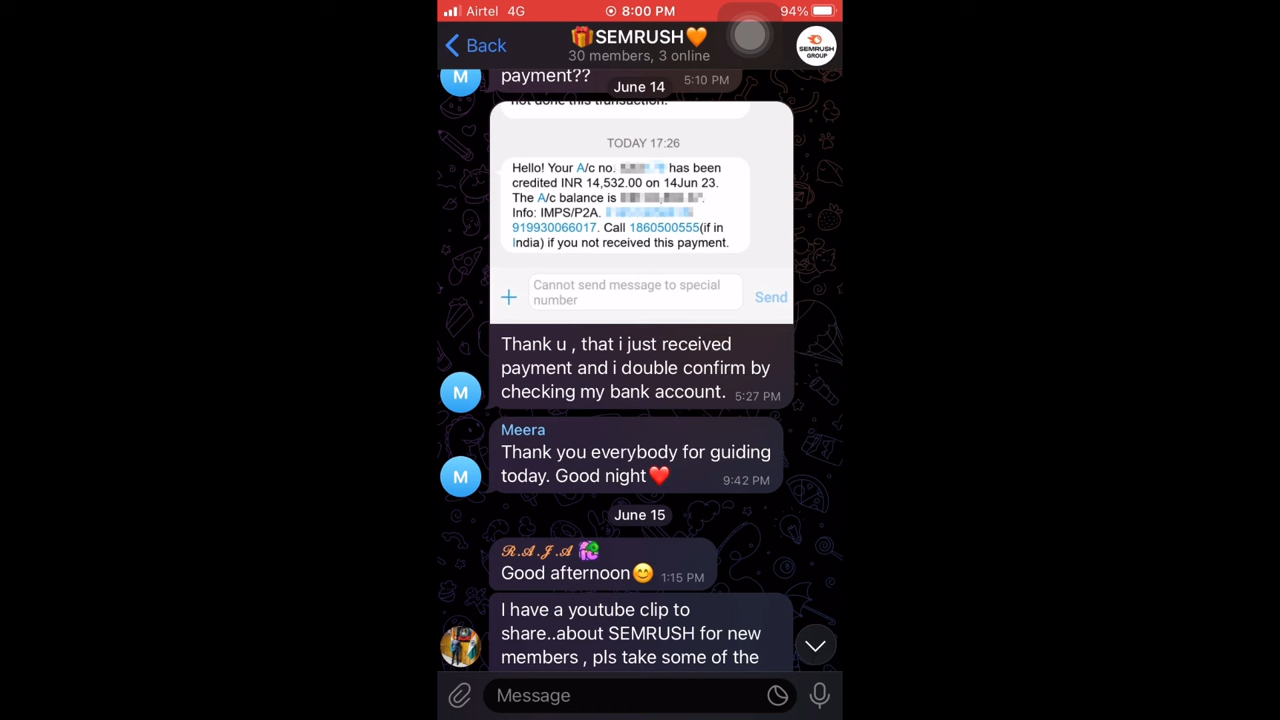 Airtel 4G 8:00 PM 94%
Back 🎁SEMRUSH🧡
30 members, 3 online
SEMRUSH
GROUP
M payment?? 5:10 PM
June 14
not done this transaction.
TODAY 17:26
Hello! Your A/c no. has been
credited INR 14,532.00 on 14Jun 23.
The A/c balance is
Info: IMPS/P2A.
919930066017. Call 1860500555(if in
India) if you not received this payment.
Cannot send message to special
number
Send
Thank u , that i just received
payment and i double confirm by
M checking my bank account. 5:27 PM
Meera
Thank you everybody for guiding
M today. Good night❤️ 9:42 PM
June 15
ℛ.𝒜.𝒥.𝒜
Good afternoon😊 1:15 PM
I have a youtube clip to
share..about SEMRUSH for new
members , pls take some of the
Message